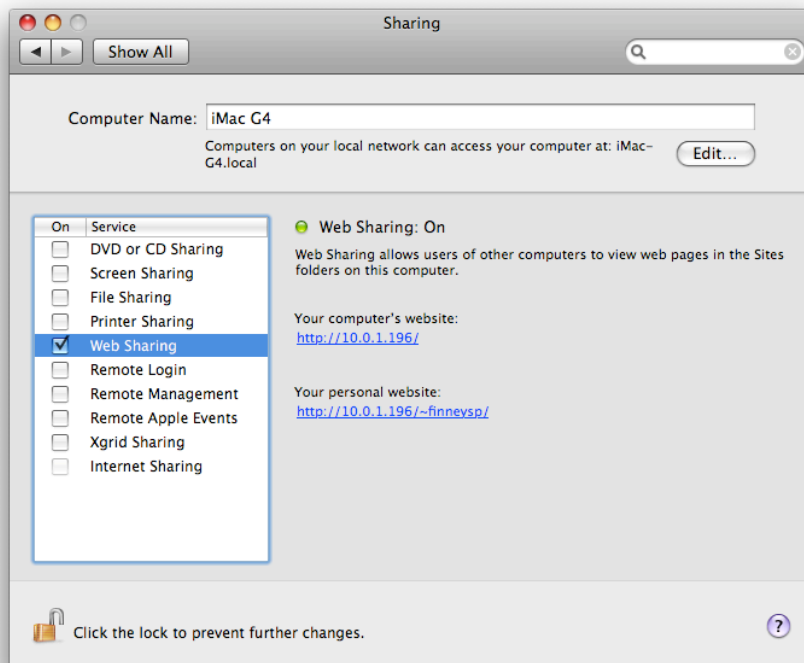 Sharing
Show All
Computer Name: iMac G4
Computers on your local network can access your computer at: iMac-
G4.local
Edit...
On Service
DVD or CD Sharing
Screen Sharing
File Sharing
Printer Sharing
Web Sharing
Remote Login
Remote Management
Remote Apple Events
Xgrid Sharing
Internet Sharing
Web Sharing: On
Web Sharing allows users of other computers to view web pages in the Sites
folders on this computer.
Your computer's website:
http://10.0.1.196/
Your personal website:
http://10.0.1.196/~finneysp/
Click the lock to prevent further changes.
?